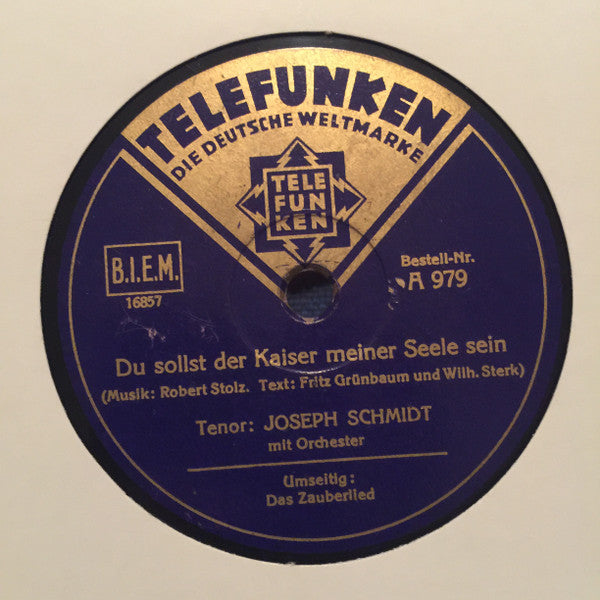 TELEFUNKEN
DIE DEUTSCHE WELTMARKE
TELE
FUN
KEN
B.I.E.M.
16857
Bestell-Nr.
A 979
Du sollst der Kaiser meiner Seele sein
(Musik: Robert Stolz. Text: Fritz Grünbaum und Wilh. Sterk)
Tenor: JOSEPH SCHMIDT
mit Orchester
Umseitig:
Das Zauberlied